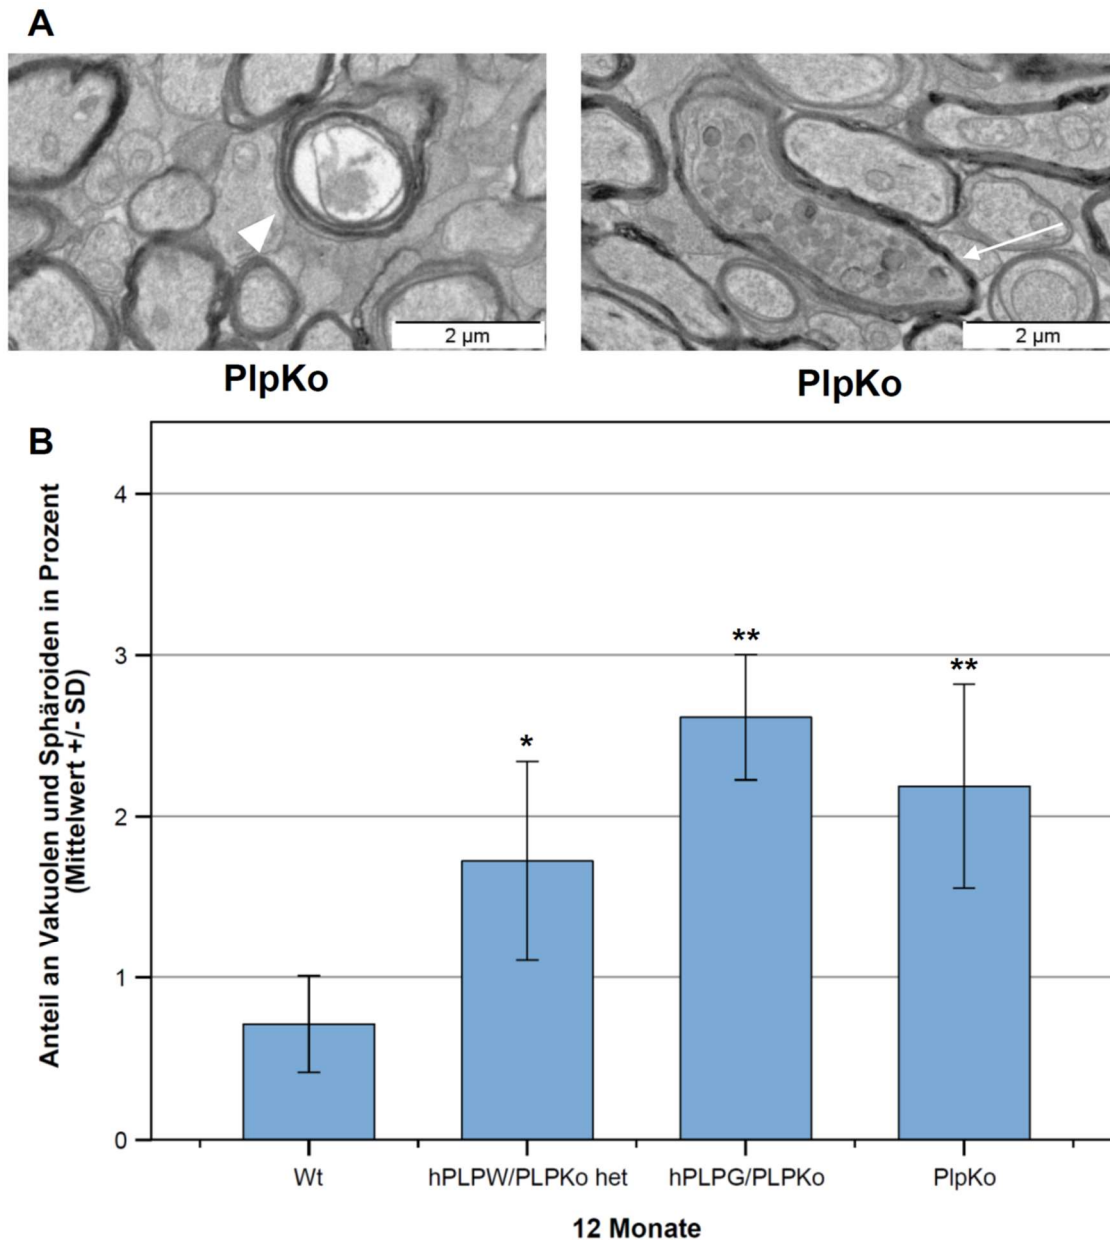 A
2 µm
2 µm
PlpKo
PlpKo
B
Anteil an Vakuolen und Sphäroiden in Prozent
(Mittelwert +/- SD)
4
3
2
1
0
*
**
**
Wt
hPLPW/PLPKo het
hPLPG/PLPKo
PlpKo
12 Monate